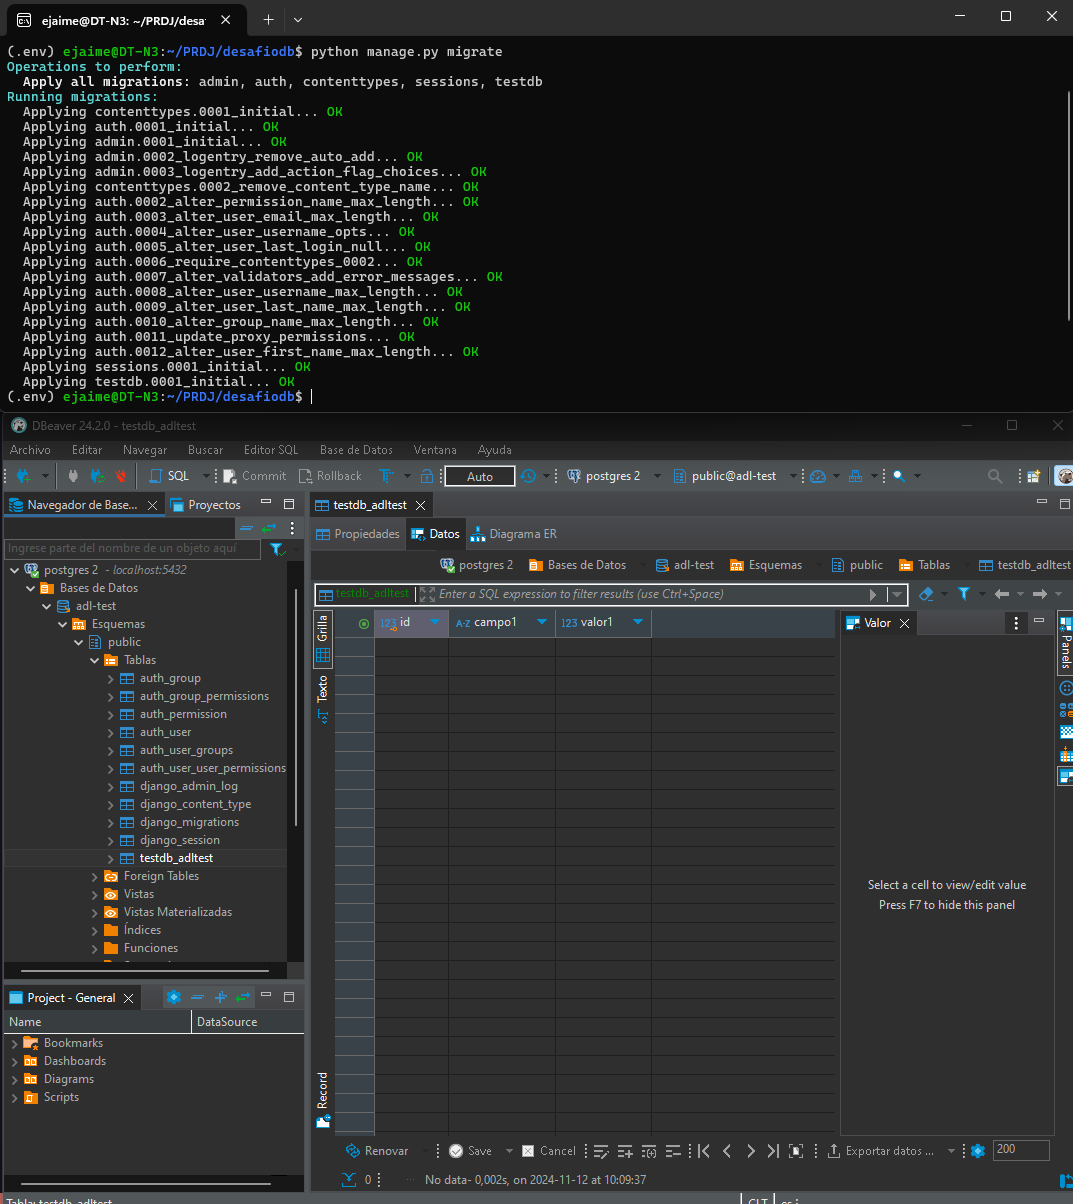 ejaime@DT-N3: ~/PRDJ/desaf
(.env) ejaime@DT-N3:~/PRDJ/desafiodb$ python manage.py migrate
Operations to perform:
Apply all migrations: admin, auth, contenttypes, sessions, testdb
Running migrations:
Applying contenttypes.0001_initial... OK
Applying auth.0001_initial... OK
Applying admin.0001_initial... OK
Applying admin.0002_logentry_remove_auto_add... OK
Applying admin.0003_logentry_add_action_flag_choices... OK
Applying contenttypes.0002_remove_content_type_name... OK
Applying auth.0002_alter_permission_name_max_length... OK
Applying auth.0003_alter_user_email_max_length... OK
Applying auth.0004_alter_user_username_opts... OK
Applying auth.0005_alter_user_last_login_null... OK
Applying auth.0006_require_contenttypes_0002... OK
Applying auth.0007_alter_validators_add_error_messages... OK
Applying auth.0008_alter_user_username_max_length... OK
Applying auth.0009_alter_user_last_name_max_length... OK
Applying auth.0010_alter_group_name_max_length... OK
Applying auth.0011_update_proxy_permissions... OK
Applying auth.0012_alter_user_first_name_max_length... OK
Applying sessions.0001_initial... OK
Applying testdb.0001_initial... OK
(.env) ejaime@DT-N3:~/PRDJ/desafiodb$
DBeaver 24.2.0 - testdb_adltest
Archivo Editar Navegar Buscar Editor SQL Base de Datos Ventana Ayuda
SQL Commit Rollback Auto postgres 2 public@adl-test
Navegador de Base... Proyectos
Ingrese parte del nombre de un objeto aquí
postgres 2 - localhost:5432
Bases de Datos
adl-test
Esquemas
public
Tablas
auth_group
auth_group_permissions
auth_permission
auth_user
auth_user_groups
auth_user_user_permissions
django_admin_log
django_content_type
django_migrations
django_session
testdb_adltest
Foreign Tables
Vistas
Vistas Materializadas
Índices
Funciones
Project - General
Name DataSource
Bookmarks
Dashboards
Diagrams
Scripts
testdb_adltest
Propiedades Datos Diagrama ER
postgres 2 Bases de Datos adl-test Esquemas public Tablas testdb_adltest
testdb_adltest Enter a SQL expression to filter results (use Ctrl+Space)
Grilla
Texto
Record
123 id A-Z campo1 123 valor1
Valor
Select a cell to view/edit value
Press F7 to hide this panel
Panels
Renovar Save Cancel Exportar datos ... 200
0 No data- 0,002s, on 2024-11-12 at 10:09:37
Tabla: testdb_adltest CLT es